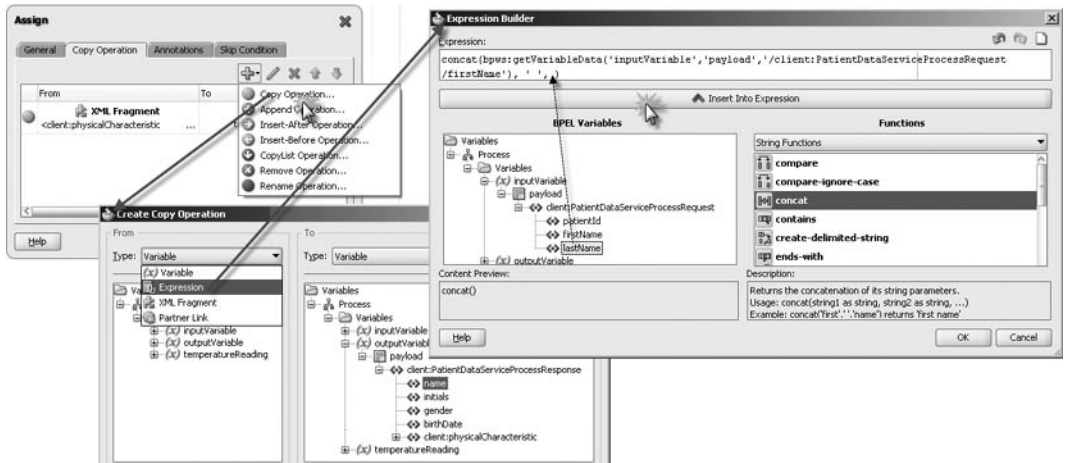 Assign
General Copy Operation Annotations Skip Condition
From To
XML Fragment
<client:physicalCharacteristic ...
Copy Operation...
Append Operation...
Insert-After Operation...
Insert-Before Operation...
CopyList Operation...
Remove Operation...
Rename Operation...
Help
Create Copy Operation
From
Type: Variable
(x) Variable
Expression
XML Fragment
Partner Link
(x) inputVariable
(x) outputVariable
(x) temperatureReading
To
Type: Variable
Variables
Process
Variables
(x) inputVariable
(x) outputVariabl
payload
client:PatientDataServiceProcessResponse
name
initials
gender
birthDate
client:physicalCharacteristic
(x) temperatureReading
Expression Builder
Expression:
concat(bpws:getVariableData('inputVariable','payload','/client:PatientDataServiceProcessRequest
/firstName'), ' ', )
Insert Into Expression
BPEL Variables
Variables
Process
Variables
(x) inputVariable
payload
client:PatientDataServiceProcessRequest
patientId
firstName
lastName
(x) outputVariable
Functions
String Functions
compare
compare-ignore-case
concat
contains
create-delimited-string
ends-with
Content Preview:
concat()
Description:
Returns the concatenation of its string parameters.
Usage: concat(string1 as string, string2 as string, ...)
Example: concat('first',' ','name') returns 'first name'
Help
OK Cancel